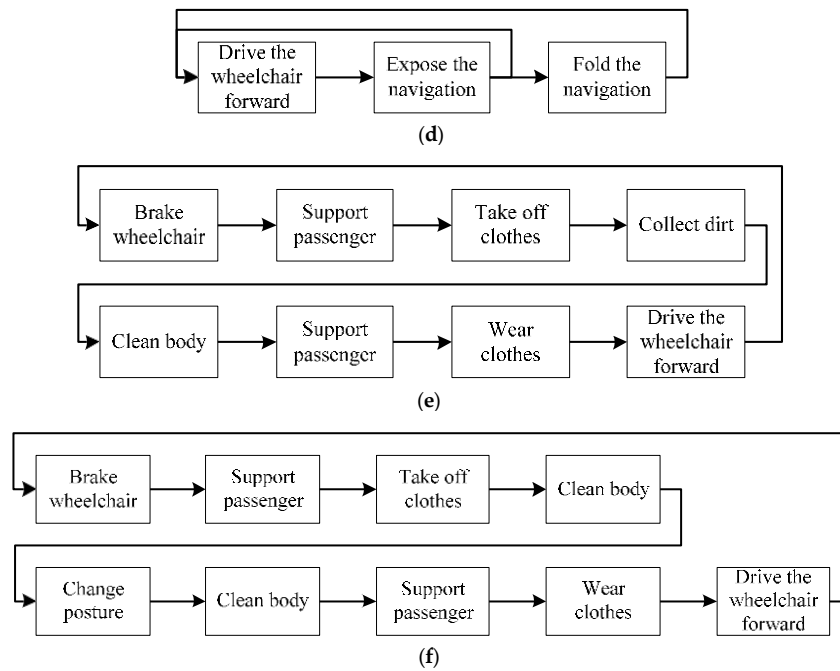 Drive the
wheelchair
forward
Expose the
navigation
Fold the
navigation
(d)
Brake
wheelchair
Support
passenger
Take off
clothes
Collect dirt
Clean body
Support
passenger
Wear
clothes
Drive the
wheelchair
forward
(e)
Brake
wheelchair
Support
passenger
Take off
clothes
Clean body
Change
posture
Clean body
Support
passenger
Wear
clothes
Drive the
wheelchair
forward
(f)